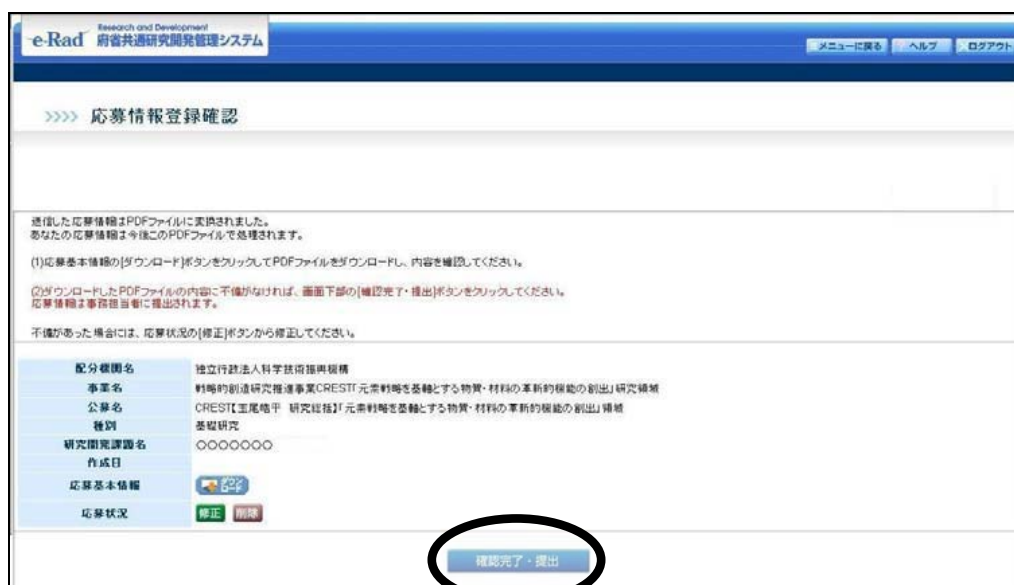 Research and Development
e-Rad 府省共通研究開発管理システム
メニューに戻る ヘルプ ログアウト
>>>> 応募情報登録確認
送信した応募情報はPDFファイルに変換されました。
あなたの応募情報は今後このPDFファイルで処理されます。
(1)応募基本情報の[ダウンロード]ボタンをクリックしてPDFファイルをダウンロードし、内容を確認してください。
(2)ダウンロードしたPDFファイルの内容に不備がなければ、画面下部の[確認完了・提出]ボタンをクリックしてください。
応募情報は事務担当者に提出されます。
不備があった場合には、応募状況の[修正]ボタンから修正してください。
配分機関名 独立行政法人科学技術振興機構
事業名 戦略的創造研究推進事業CREST「元素戦略を基軸とする物質・材料の革新的機能の創出」研究領域
公募名 CREST【玉尾皓平 研究総括】「元素戦略を基軸とする物質・材料の革新的機能の創出」領域
種別 基礎研究
研究開発課題名 ○○○○○○○
作成日
応募基本情報 ダウンロード
応募状況 修正 削除
確認完了・提出